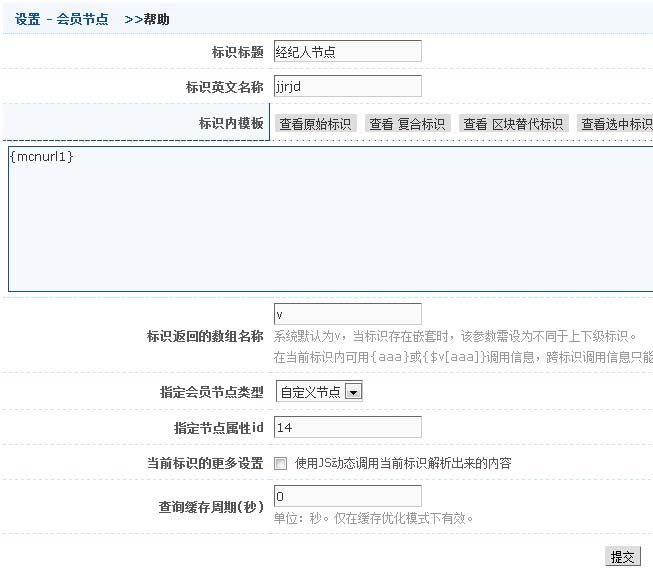 设置 - 会员节点 >>帮助
标识标题 经纪人节点
标识英文名称 jjrjd
标识内模板 查看原始标识 查看 复合标识 查看 区块替代标识 查看选中标识
{mcnurl1}
标识返回的数组名称 v
系统默认为v，当标识存在嵌套时，该参数需设为不同于上下级标识。
在当前标识内可用{aaa}或{$v[aaa]}调用信息，跨标识调用信息只能
指定会员节点类型 自定义节点
指定节点属性id 14
当前标识的更多设置 使用JS动态调用当前标识解析出来的内容
查询缓存周期(秒) 0
单位：秒。仅在缓存优化模式下有效。
提交